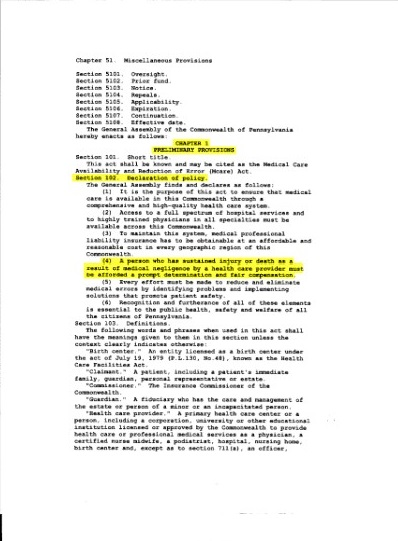 Chapter 51. Miscellaneous Provisions
Section 5101. Oversight.
Section 5102. Prior fund.
Section 5103. Notice.
Section 5104. Repeals.
Section 5105. Applicability.
Section 5106. Expiration.
Section 5107. Continuation.
Section 5108. Effective date.
The General Assembly of the Commonwealth of Pennsylvania
hereby enacts as follows:
CHAPTER 1
PRELIMINARY PROVISIONS
Section 101. Short title.
This act shall be known and may be cited as the Medical Care
Availability and Reduction of Error (Mcare) Act.
Section 102. Declaration of policy.
The General Assembly finds and declares as follows:
(1) It is the purpose of this act to ensure that medical
care is available in this Commonwealth through a
comprehensive and high-quality health care system.
(2) Access to a full spectrum of hospital services and
to highly trained physicians in all specialties must be
available across this Commonwealth.
(3) To maintain this system, medical professional
liability insurance has to be obtainable at an affordable and
reasonable cost in every geographic region of this
Commonwealth.
(4) A person who has sustained injury or death as a
result of medical negligence by a health care provider must
be afforded a prompt determination and fair compensation.
(5) Every effort must be made to reduce and eliminate
medical errors by identifying problems and implementing
solutions that promote patient safety.
(6) Recognition and furtherance of all of these elements
is essential to the public health, safety and welfare of all
the citizens of Pennsylvania.
Section 103. Definitions.
The following words and phrases when used in this act shall
have the meanings given to them in this section unless the
context clearly indicates otherwise:
"Birth center." An entity licensed as a birth center under
the act of July 19, 1979 (P.L.130, No.48), known as the Health
Care Facilities Act.
"Claimant." A patient, including a patient's immediate
family, guardian, personal representative or estate.
"Commissioner." The Insurance Commissioner of the
Commonwealth.
"Guardian." A fiduciary who has the care and management of
the estate or person of a minor or an incapacitated person.
"Health care provider." A primary health care center or a
person, including a corporation, university or other educational
institution licensed or approved by the Commonwealth to provide
health care or professional medical services as a physician, a
certified nurse midwife, a podiatrist, hospital, nursing home,
birth center and, except as to section 711(a), an officer,